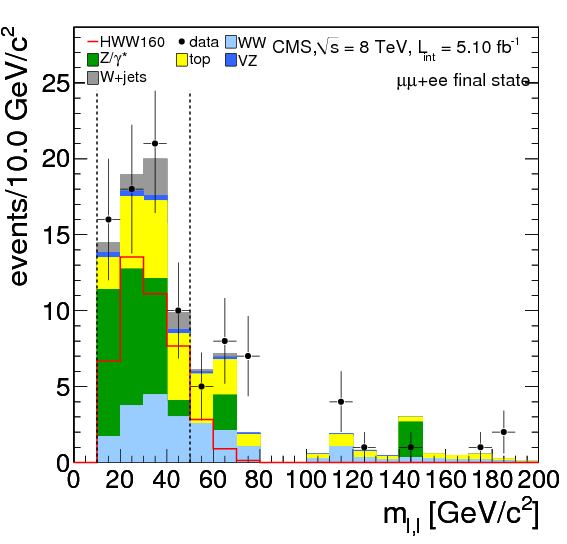 HWW160 data WW CMS,√s = 8 TeV, L_int = 5.10 fb⁻¹
Z/γ* top VZ
W+jets μμ+ee final state
events/10.0 GeV/c²
25
20
15
10
5
0
0 20 40 60 80 100 120 140 160 180 200
m_l,l [GeV/c²]